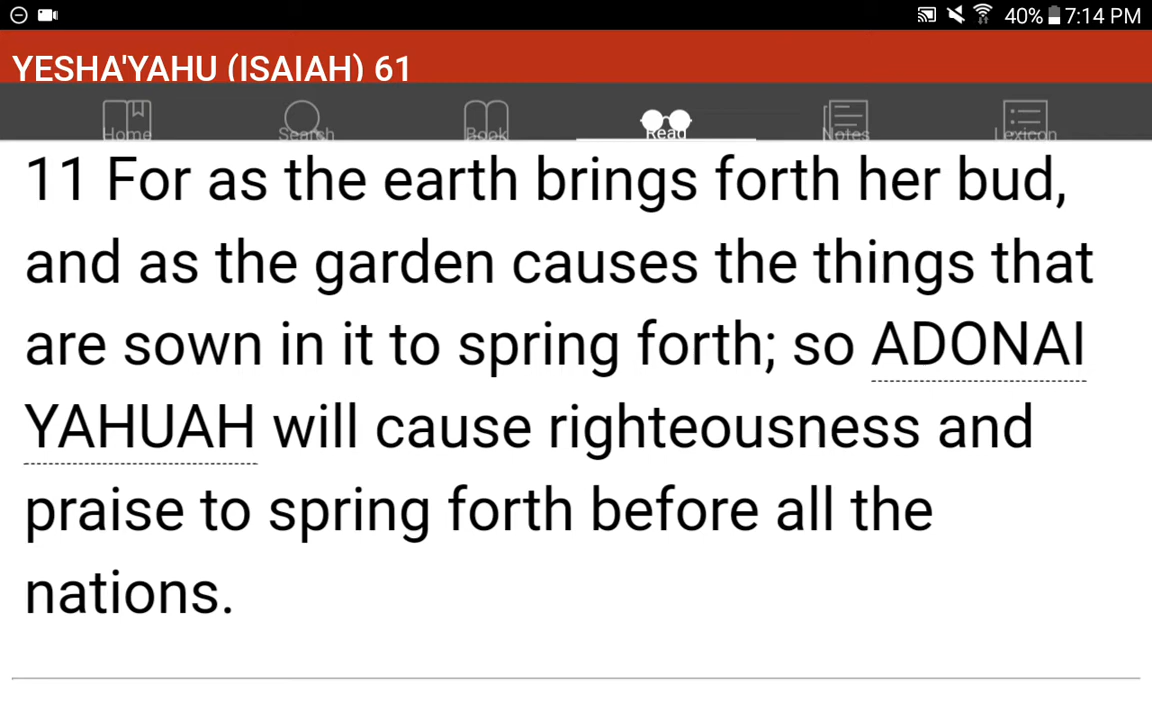 40% 7:14 PM
YESHA'YAHU (ISAIAH) 61
Home Search Book Read Notes Lexicon
11 For as the earth brings forth her bud,
and as the garden causes the things that
are sown in it to spring forth; so ADONAI
YAHUAH will cause righteousness and
praise to spring forth before all the
nations.